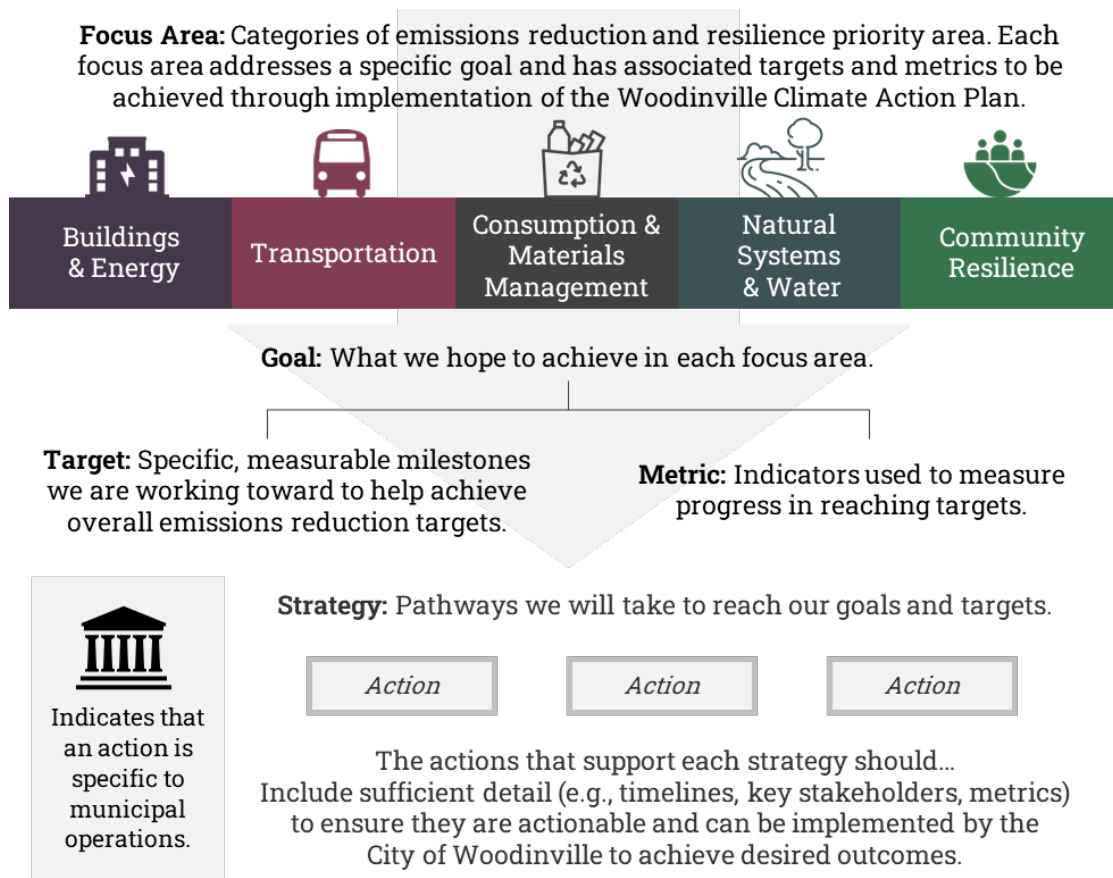 Focus Area: Categories of emissions reduction and resilience priority area. Each
focus area addresses a specific goal and has associated targets and metrics to be
achieved through implementation of the Woodinville Climate Action Plan.
Buildings
& Energy
Transportation
Consumption &
Materials
Management
Natural
Systems
& Water
Community
Resilience
Goal: What we hope to achieve in each focus area.
Target: Specific, measurable milestones
we are working toward to help achieve
overall emissions reduction targets.
Metric: Indicators used to measure
progress in reaching targets.
Indicates that
an action is
specific to
municipal
operations.
Strategy: Pathways we will take to reach our goals and targets.
Action
Action
Action
The actions that support each strategy should…
Include sufficient detail (e.g., timelines, key stakeholders, metrics)
to ensure they are actionable and can be implemented by the
City of Woodinville to achieve desired outcomes.